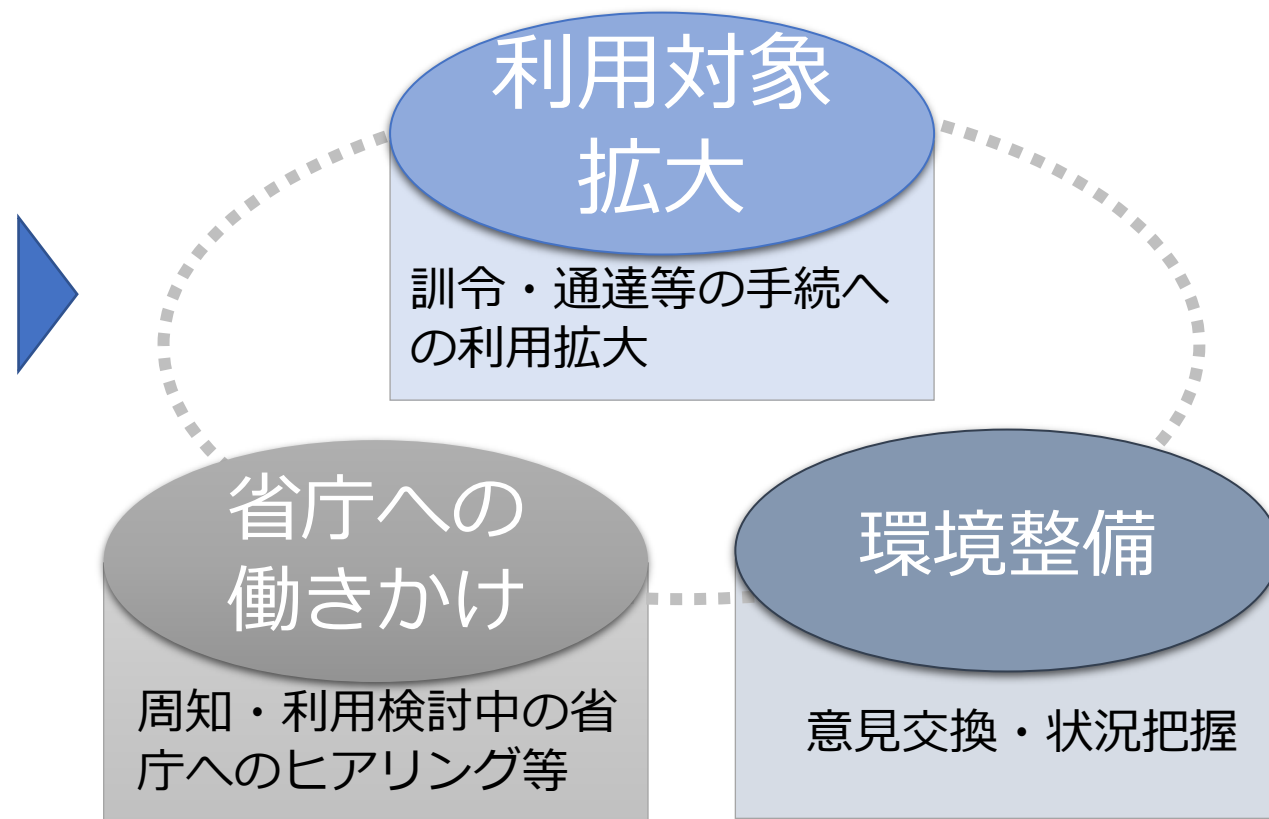 利用対象
拡大
訓令・通達等の手続へ
の利用拡大
省庁への
働きかけ
周知・利用検討中の省
庁へのヒアリング等
環境整備
意見交換・状況把握